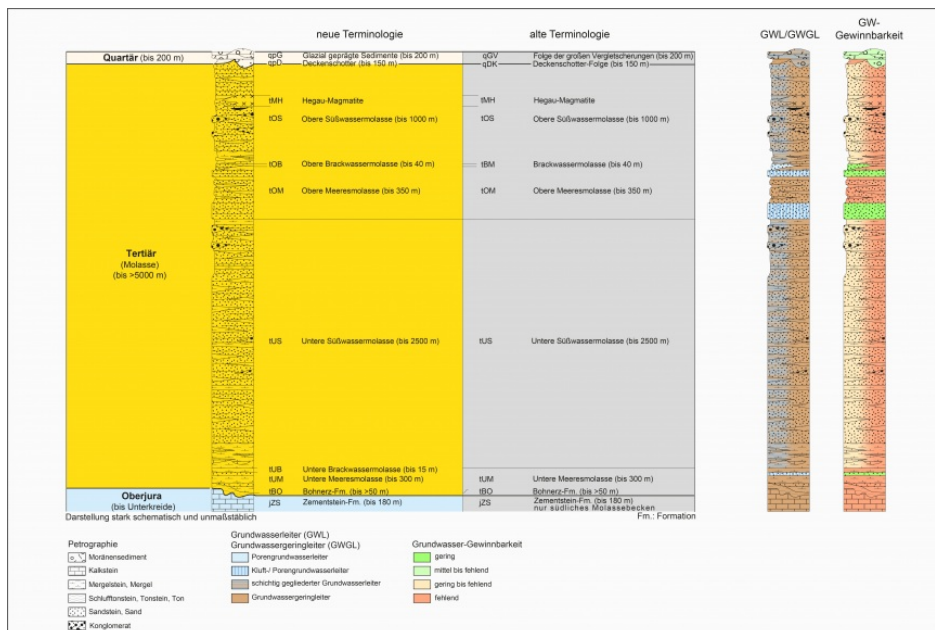 neue Terminologie
alte Terminologie
GWL/GWGL
GW-
Gewinnbarkeit
Quartär (bis 200 m)
qpG Glazial geprägte Sedimente (bis 200 m)
qGV Folge der großen Vergletscherungen (bis 200 m)
qpD Deckenschotter (bis 150 m)
qDK Deckenschotter-Folge (bis 150 m)
tMH Hegau-Magmatite
tMH Hegau-Magmatite
tOS Obere Süßwassermolasse (bis 1000 m)
tOS Obere Süßwassermolasse (bis 1000 m)
tOB Obere Brackwassermolasse (bis 40 m)
tBM Brackwassermolasse (bis 40 m)
tOM Obere Meeresmolasse (bis 350 m)
tOM Obere Meeresmolasse (bis 350 m)
Tertiär
(Molasse)
(bis >5000 m)
tUS Untere Süßwassermolasse (bis 2500 m)
tUS Untere Süßwassermolasse (bis 2500 m)
tUB Untere Brackwassermolasse (bis 15 m)
tUM Untere Meeresmolasse (bis 300 m)
tUM Untere Meeresmolasse (bis 300 m)
tBO Bohnerz-Fm. (bis >50 m)
tBO Bohnerz-Fm. (bis >50 m)
Oberjura
(bis Unterkreide)
jZS Zementstein-Fm. (bis 180 m)
jZS Zementstein-Fm. (bis 180 m)
nur südliches Molassebecken
Darstellung stark schematisch und unmaßstäblich
Fm.: Formation
Petrographie
Moränensediment
Kalkstein
Mergelstein, Mergel
Schlufftonstein, Tonstein, Ton
Sandstein, Sand
Konglomerat
Grundwasserleiter (GWL)
Grundwassergeringleiter (GWGL)
Porengrundwasserleiter
Kluft-/ Porengrundwasserleiter
schichtig gegliederter Grundwasserleiter
Grundwassergeringleiter
Grundwasser-Gewinnbarkeit
gering
mittel bis fehlend
gering bis fehlend
fehlend